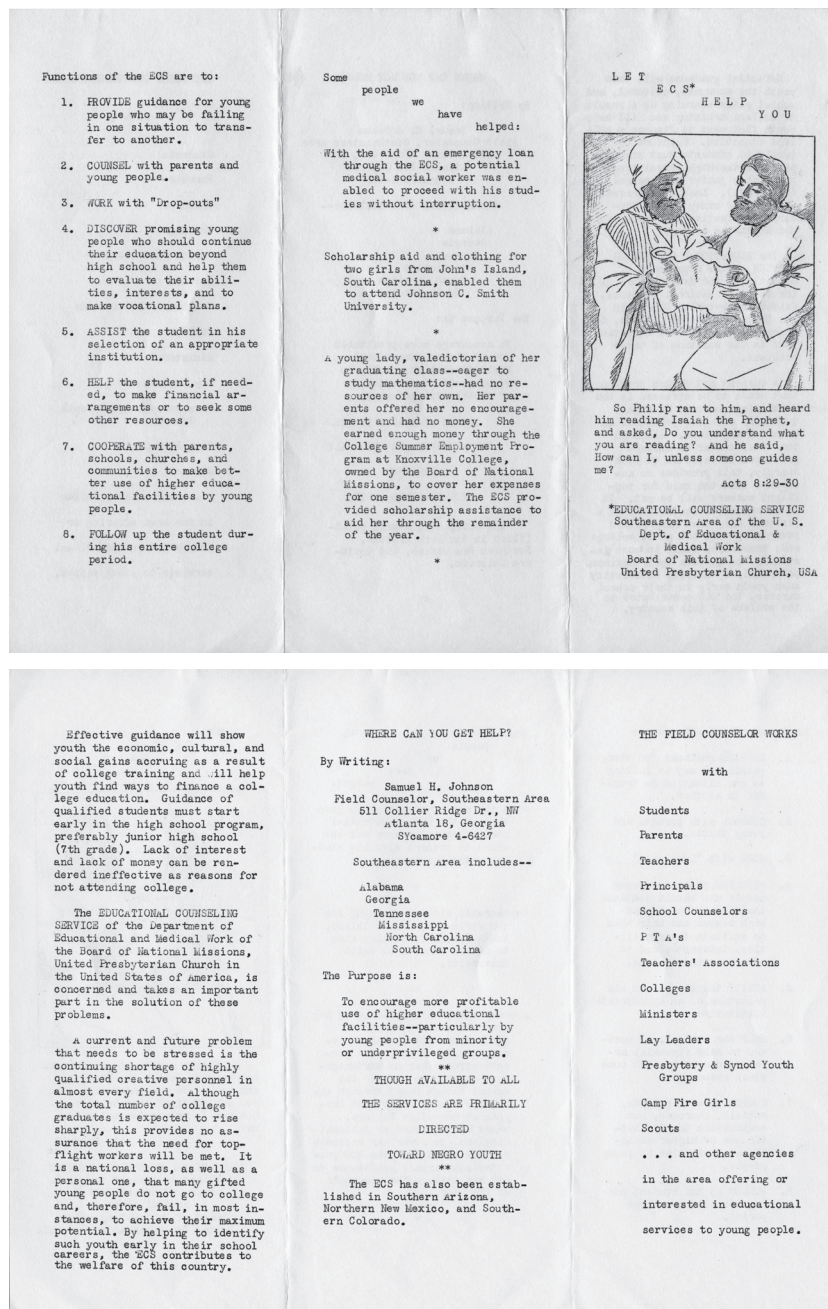 Functions of the ECS are to:
1. PROVIDE guidance for young
people who may be failing
in one situation to trans-
fer to another.
2. COUNSEL with parents and
young people.
3. WORK with "Drop-outs"
4. DISCOVER promising young
people who should continue
their education beyond
high school and help them
to evaluate their abili-
ties, interests, and to
make vocational plans.
5. ASSIST the student in his
selection of an appropriate
institution.
6. HELP the student, if need-
ed, to make financial ar-
rangements or to seek some
other resources.
7. COOPERATE with parents,
schools, churches, and
communities to make bet-
ter use of higher educa-
tional facilities by young
people.
8. FOLLOW up the student dur-
ing his entire college
period.
Some
people
we
have
helped:
With the aid of an emergency loan
through the ECS, a potential
medical social worker was en-
abled to proceed with his stud-
ies without interruption.
*
Scholarship aid and clothing for
two girls from John's Island,
South Carolina, enabled them
to attend Johnson C. Smith
University.
*
A young lady, valedictorian of her
graduating class--eager to
study mathematics--had no re-
sources of her own. Her par-
ents offered her no encourage-
ment and had no money. She
earned enough money through the
College Summer Employment Pro-
gram at Knoxville College,
owned by the Board of National
Missions, to cover her expenses
for one semester. The ECS pro-
vided scholarship assistance to
aid her through the remainder
of the year.
*
LET
ECS*
HELP
YOU
So Philip ran to him, and heard
him reading Isaiah the Prophet,
and asked, Do you understand what
you are reading? And he said,
How can I, unless someone guides
me?
Acts 8:29-30
*EDUCATIONAL COUNSELING SERVICE
Southeastern Area of the U. S.
Dept. of Educational &
Medical Work
Board of National Missions
United Presbyterian Church, USA
Effective guidance will show
youth the economic, cultural, and
social gains accruing as a result
of college training and will help
youth find ways to finance a col-
lege education. Guidance of
qualified students must start
early in the high school program,
preferably junior high school
(7th grade). Lack of interest
and lack of money can be ren-
dered ineffective as reasons for
not attending college.
The EDUCATIONAL COUNSELING
SERVICE of the Department of
Educational and Medical Work of
the Board of National Missions,
United Presbyterian Church in
the United States of America, is
concerned and takes an important
part in the solution of these
problems.
A current and future problem
that needs to be stressed is the
continuing shortage of highly
qualified creative personnel in
almost every field. Although
the total number of college
graduates is expected to rise
sharply, this provides no as-
surance that the need for top-
flight workers will be met. It
is a national loss, as well as a
personal one, that many gifted
young people do not go to college
and, therefore, fail, in most in-
stances, to achieve their maximum
potential. By helping to identify
such youth early in their school
careers, the ECS contributes to
the welfare of this country.
WHERE CAN YOU GET HELP?
By Writing:
Samuel H. Johnson
Field Counselor, Southeastern Area
511 Collier Ridge Dr., NW
Atlanta 18, Georgia
SYcamore 4-6427
Southeastern Area includes--
Alabama
Georgia
Tennessee
Mississippi
North Carolina
South Carolina
The Purpose is:
To encourage more profitable
use of higher educational
facilities--particularly by
young people from minority
or underprivileged groups.
**
THOUGH AVAILABLE TO ALL
THE SERVICES ARE PRIMARILY
DIRECTED
TOWARD NEGRO YOUTH
**
The ECS has also been estab-
lished in Southern Arizona,
Northern New Mexico, and South-
ern Colorado.
THE FIELD COUNSELOR WORKS
with
Students
Parents
Teachers
Principals
School Counselors
P T A's
Teachers' Associations
Colleges
Ministers
Lay Leaders
Presbytery & Synod Youth
Groups
Camp Fire Girls
Scouts
. . . and other agencies
in the area offering or
interested in educational
services to young people.